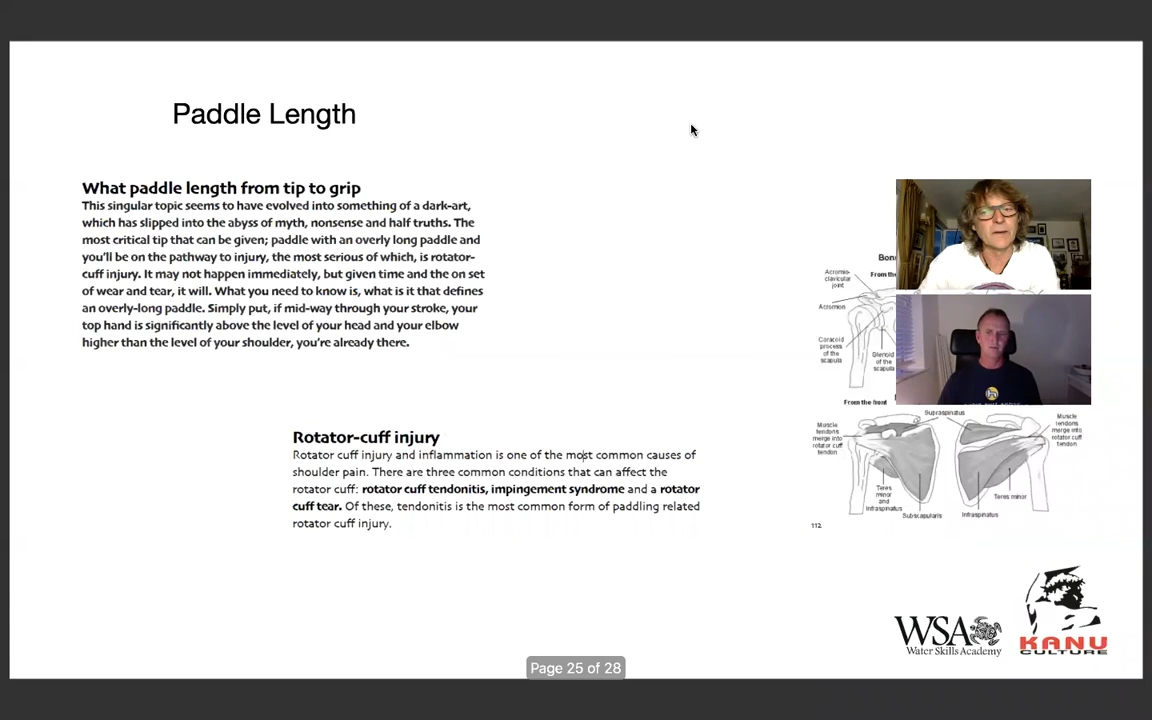 Paddle Length
What paddle length from tip to grip
This singular topic seems to have evolved into something of a dark-art,
which has slipped into the abyss of myth, nonsense and half truths. The
most critical tip that can be given; paddle with an overly long paddle and
you'll be on the pathway to injury, the most serious of which, is rotator-
cuff injury. It may not happen immediately, but given time and the on set
of wear and tear, it will. What you need to know is, what is it that defines
an overly-long paddle. Simply put, if mid-way through your stroke, your
top hand is significantly above the level of your head and your elbow
higher than the level of your shoulder, you're already there.
Rotator-cuff injury
Rotator cuff injury and inflammation is one of the most common causes of
shoulder pain. There are three common conditions that can affect the
rotator cuff: rotator cuff tendonitis, impingement syndrome and a rotator
cuff tear. Of these, tendonitis is the most common form of paddling related
rotator cuff injury.
Acromio-
clavicular
joint
Acromion
Coracoid
process
of the
scapula
Glenoid
of the
scapula
From the front
Supraspinatus
Muscle
tendons
merge into
rotator cuff
tendon
Muscle
tendons
merge into
rotator cuff
tendon
Teres
minor
and
Infraspinatus
Subscapularis
Teres minor
Infraspinatus
112
WSA
Water Skills Academy
KANU
CULTURE
Page 25 of 28